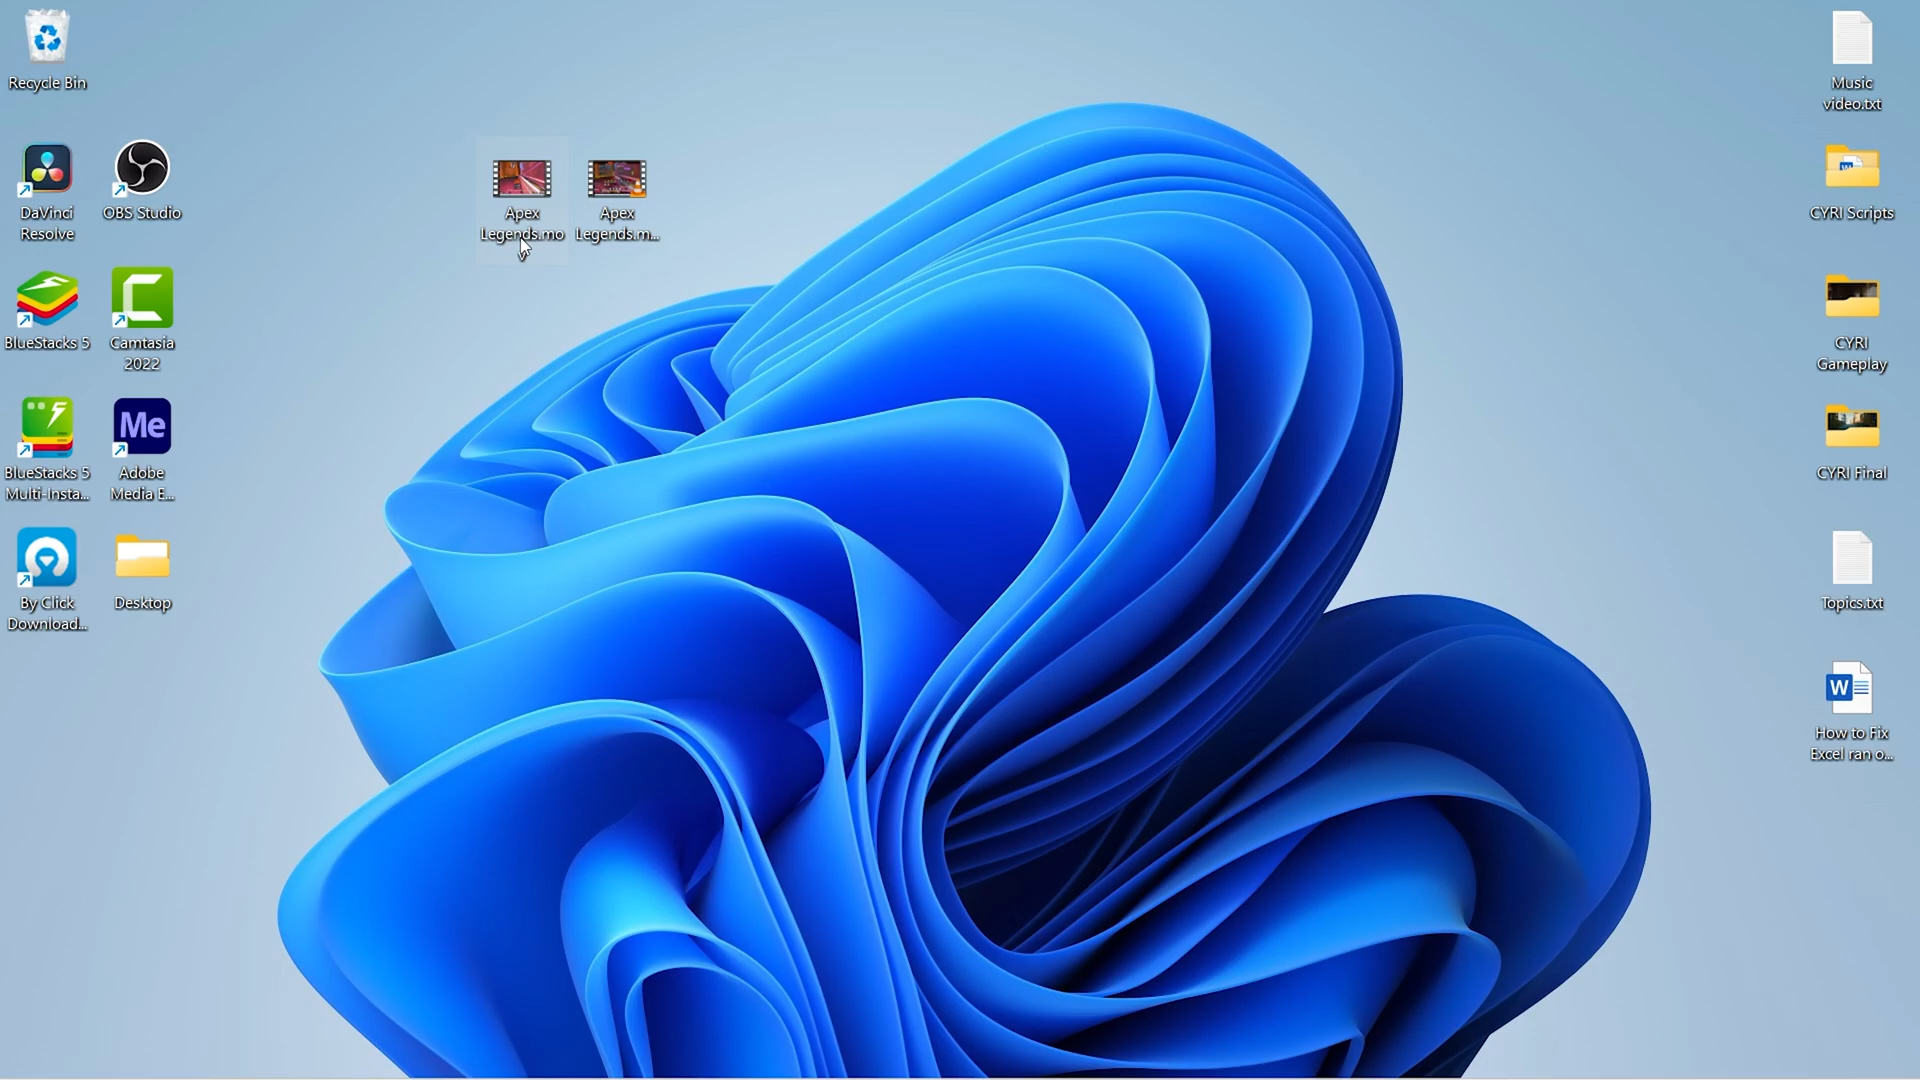 Recycle Bin
DaVinci
Resolve
OBS Studio
BlueStacks 5
Camtasia
2022
BlueStacks 5
Multi-Insta...
Me
Adobe
Media E...
By Click
Download...
Desktop
Apex
Legends.mo
v
Apex
Legends.m...
Music
video.txt
CYRI Scripts
CYRI
Gameplay
CYRI Final
Topics.txt
W
How to Fix
Excel ran o...